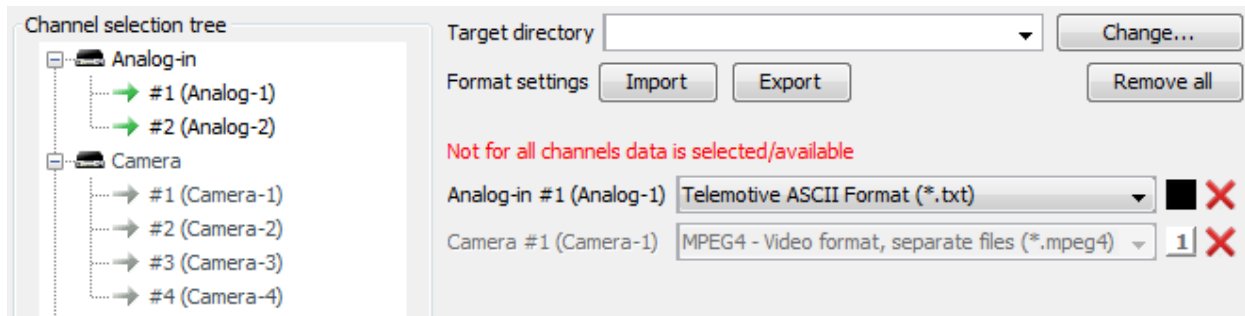 Channel selection tree
Analog-in
#1 (Analog-1)
#2 (Analog-2)
Camera
#1 (Camera-1)
#2 (Camera-2)
#3 (Camera-3)
#4 (Camera-4)
Target directory Change...
Format settings Import Export Remove all
Not for all channels data is selected/available
Analog-in #1 (Analog-1) Telemotive ASCII Format (*.txt)
Camera #1 (Camera-1) MPEG4 - Video format, separate files (*.mpeg4) 1